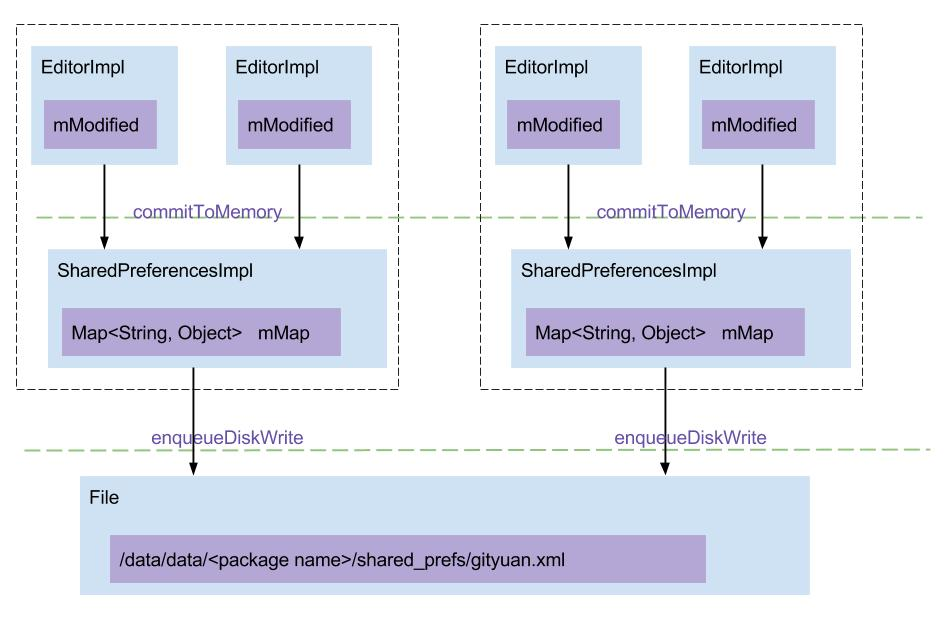 EditorImpl
EditorImpl
EditorImpl
EditorImpl
mModified
mModified
mModified
mModified
commitToMemory
commitToMemory
SharedPreferencesImpl
SharedPreferencesImpl
Map<String, Object> mMap
Map<String, Object> mMap
enqueueDiskWrite
enqueueDiskWrite
File
/data/data/<package name>/shared_prefs/gityuan.xml